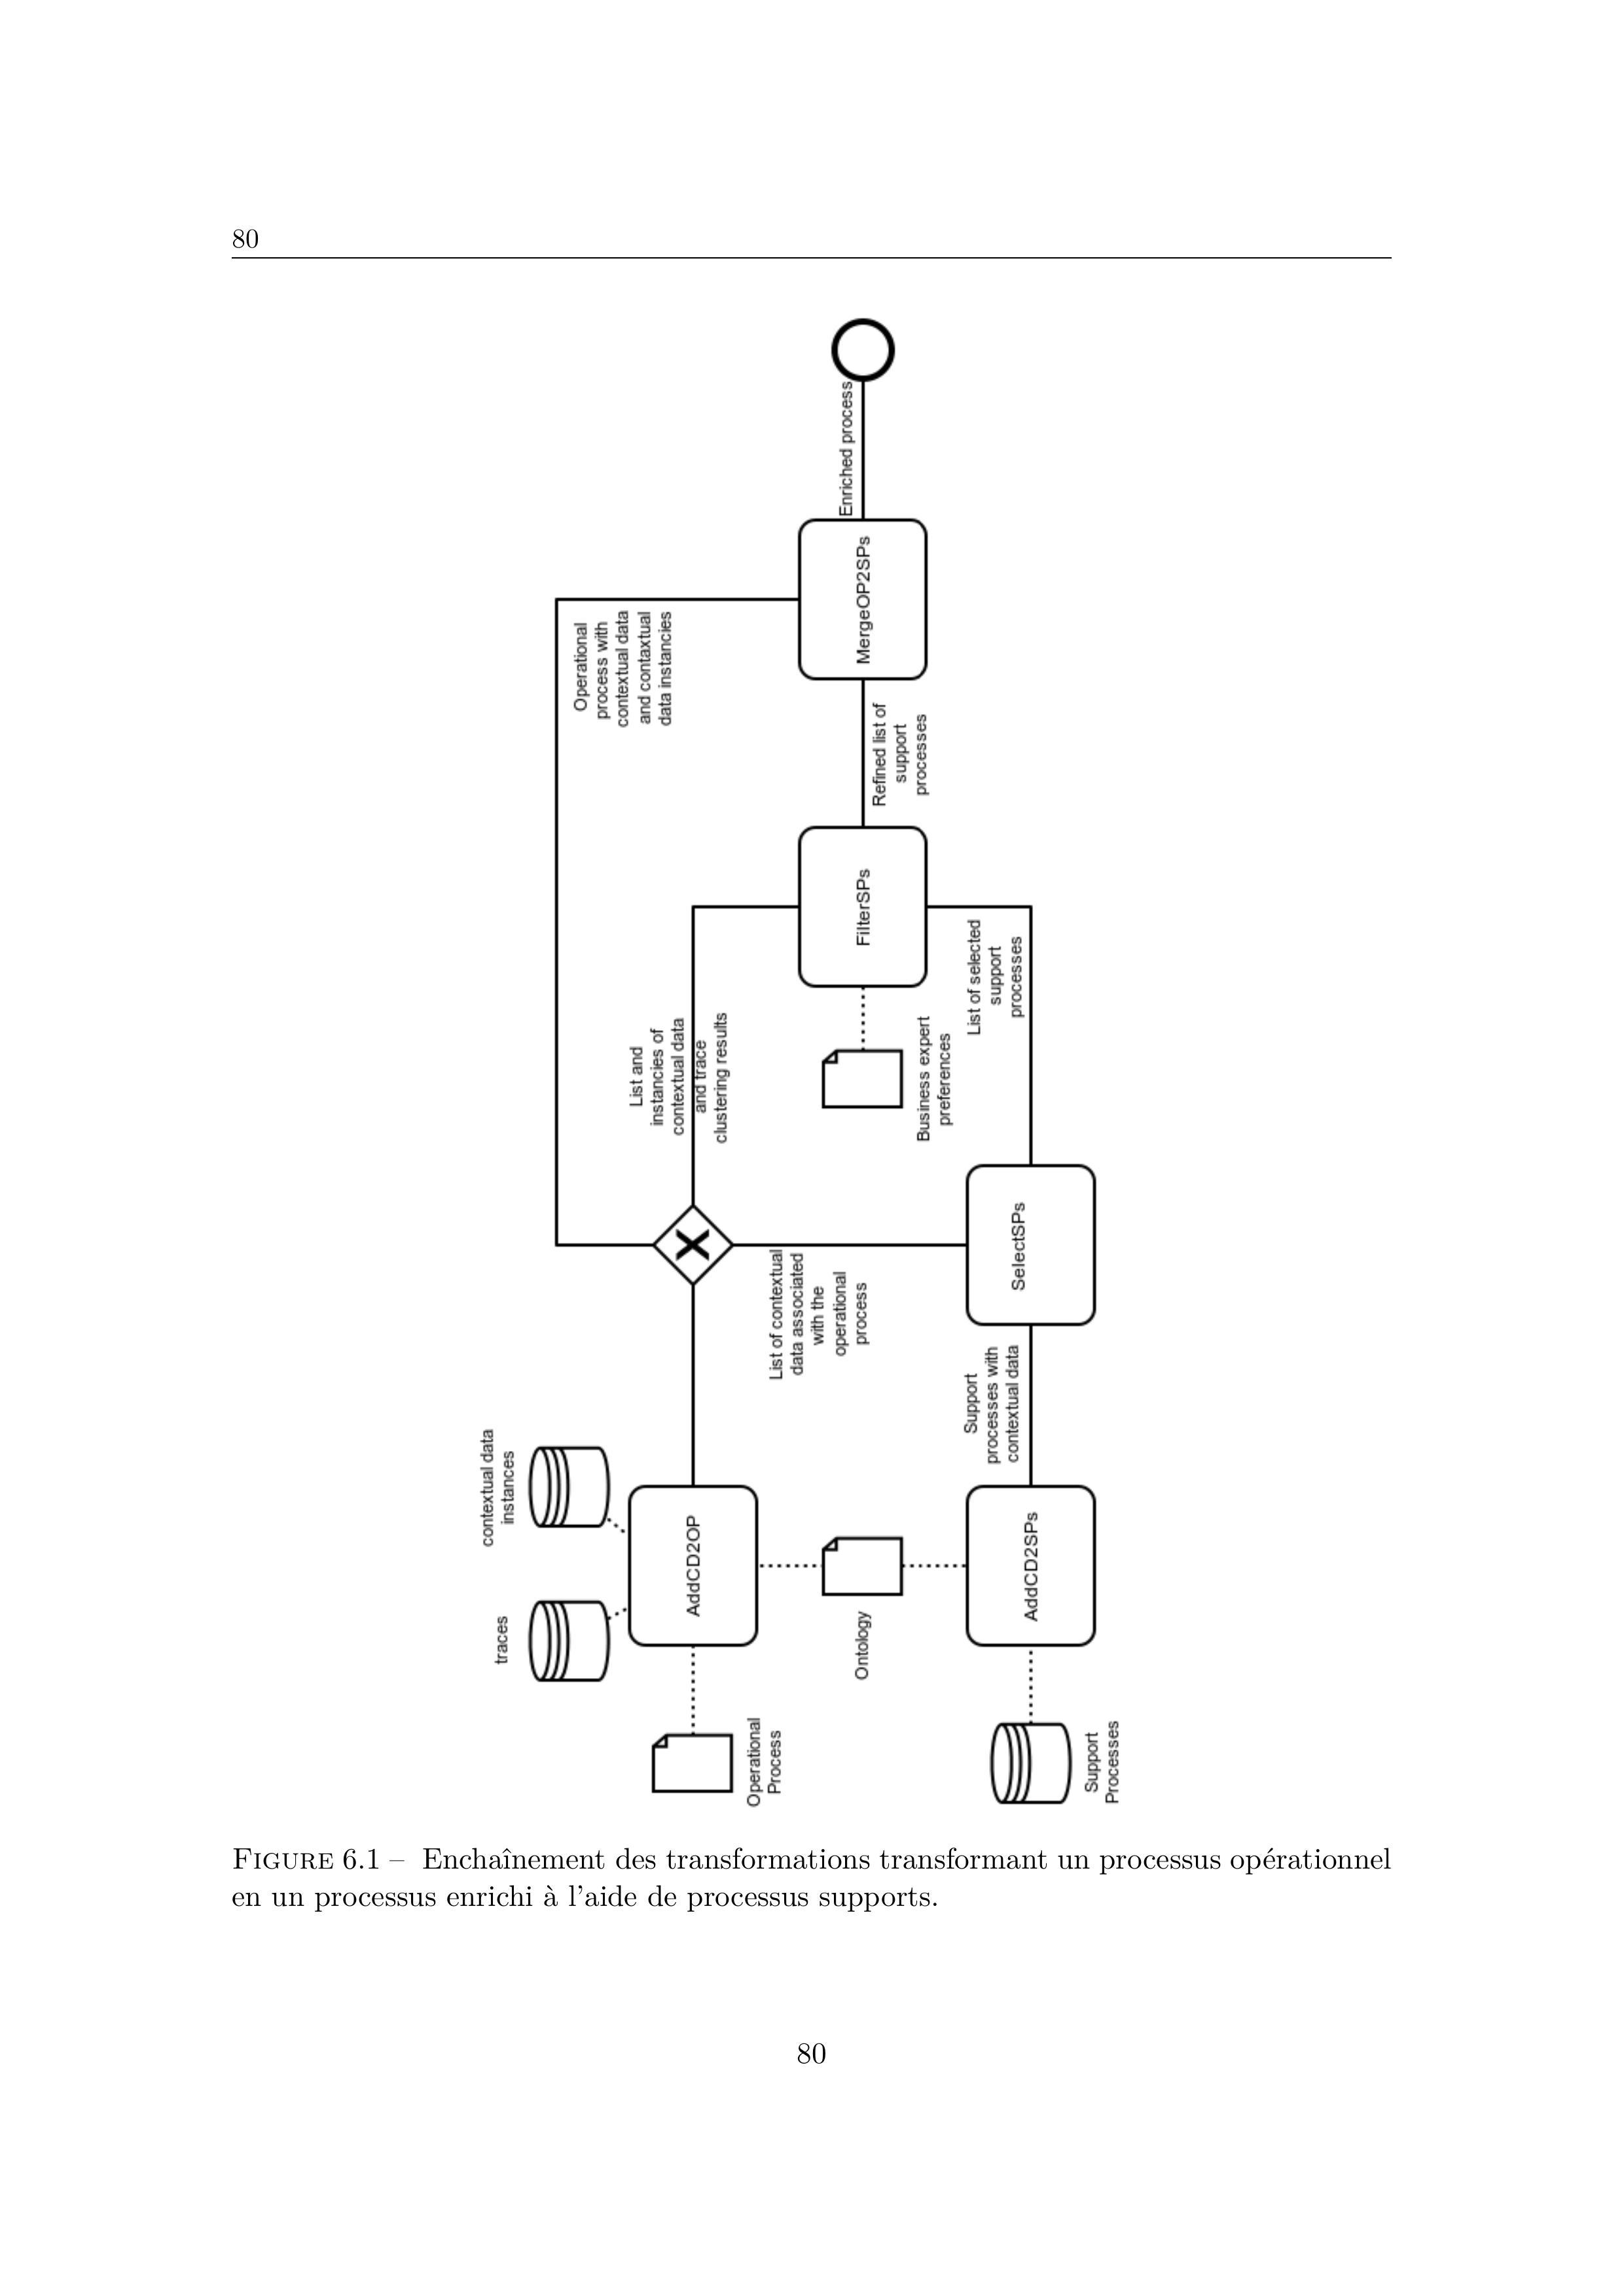 80
Enriched process
MergeOP2SPs
Operational
process with
contextual data
and contaxtual
data instancies
Refined list of
support
processes
FilterSPs
List and
instancies of
contextual data
and trace
clustering results
List of selected
support
processes
Business expert
preferences
SelectSPs
List of contextual
data associated
with the
operational
process
Support
processes with
contextual data
contextual data
instances
traces
AddCD2OP
AddCD2SPs
Ontology
Operational
Process
Support
Processes
FIGURE 6.1 – Enchaînement des transformations transformant un processus opérationnel
en un processus enrichi à l'aide de processus supports.
80